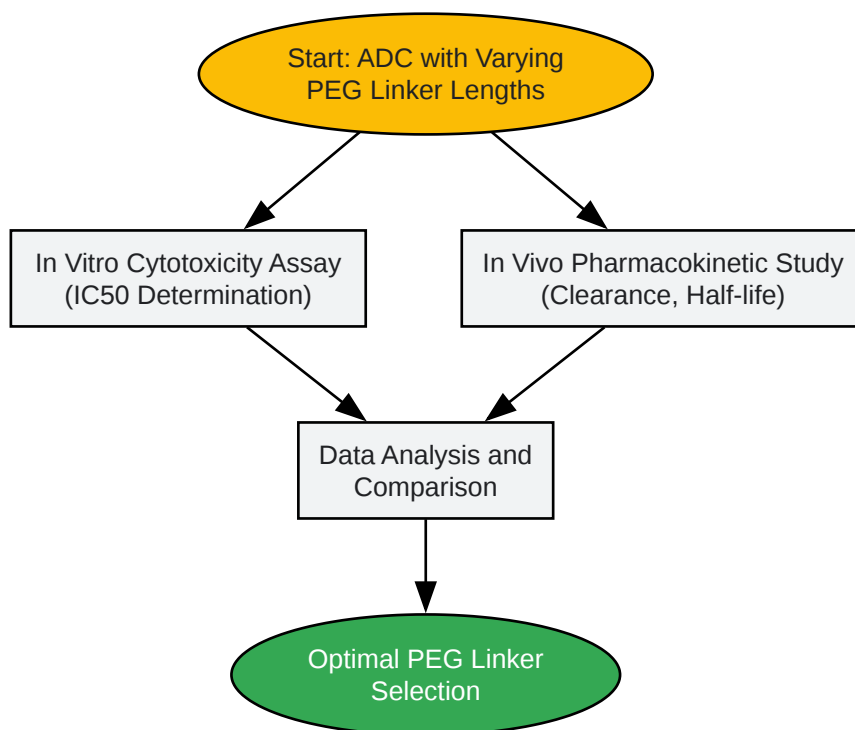 Start: ADC with Varying
PEG Linker Lengths
In Vitro Cytotoxicity Assay
(IC50 Determination)
In Vivo Pharmacokinetic Study
(Clearance, Half-life)
Data Analysis and
Comparison
Optimal PEG Linker
Selection